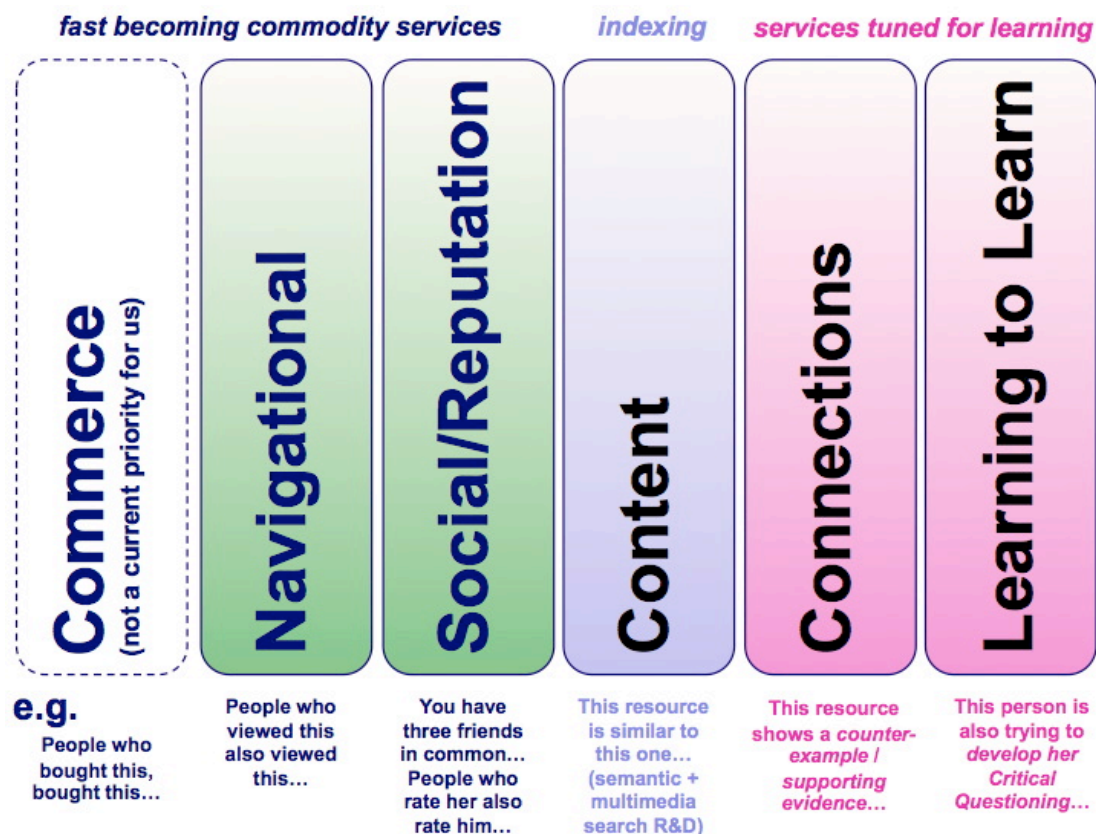 fast becoming commodity services
indexing
services tuned for learning
Commerce
(not a current priority for us)
Navigational
Social/Reputation
Content
Connections
Learning to Learn
e.g.
People who
bought this,
bought this…
People who
viewed this
also viewed
this…
You have
three friends
in common…
People who
rate her also
rate him…
This resource
is similar to
this one…
(semantic +
multimedia
search R&D)
This resource
shows a counter-
example /
supporting
evidence…
This person is
also trying to
develop her
Critical
Questioning…